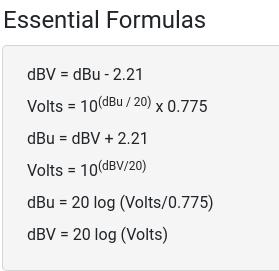 Essential Formulas
dBV = dBu - 2.21
Volts = 10^(dBu / 20) x 0.775
dBu = dBV + 2.21
Volts = 10^(dBV/20)
dBu = 20 log (Volts/0.775)
dBV = 20 log (Volts)